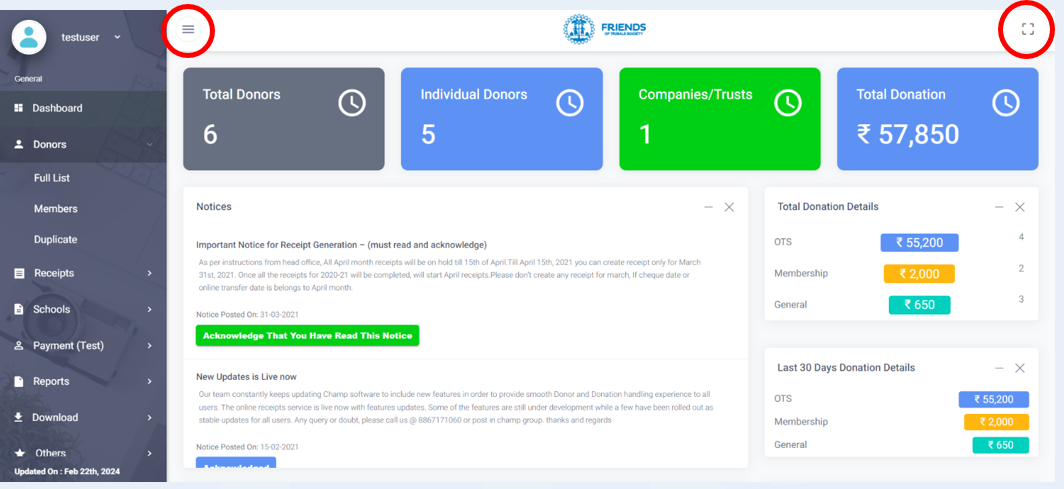 testuser
FRIENDS
OF TRIBALS SOCIETY
General
Dashboard
Donors
Full List
Members
Duplicate
Receipts
Schools
Payment (Test)
Reports
Download
Others
Updated On : Feb 22th, 2024
Total Donors
6
Individual Donors
5
Companies/Trusts
1
Total Donation
₹ 57,850
Notices
Important Notice for Receipt Generation – (must read and acknowledge)
As per instructions from head office, All April month receipts will be on hold till 15th of April.Till April 15th, 2021 you can create receipt only for March
31st, 2021. Once all the receipts for 2020-21 will be completed, will start April receipts.Please don't create any receipt for march, If cheque date or
online transfer date is belongs to April month.
Notice Posted On: 31-03-2021
Acknowledge That You Have Read This Notice
New Updates is Live now
Our team constantly keeps updating Champ software to include new features in order to provide smooth Donor and Donation handling experience to all
users. The online receipts service is live now with features updates. Some of the features are still under development while a few have been rolled out as
stable updates for all users. Any query or doubt, please call us @ 8867171060 or post in champ group. thanks and regards
Notice Posted On: 15-02-2021
Acknowledged
Total Donation Details
OTS ₹ 55,200 4
Membership ₹ 2,000 2
General ₹ 650 3
Last 30 Days Donation Details
OTS ₹ 55,200
Membership ₹ 2,000
General ₹ 650